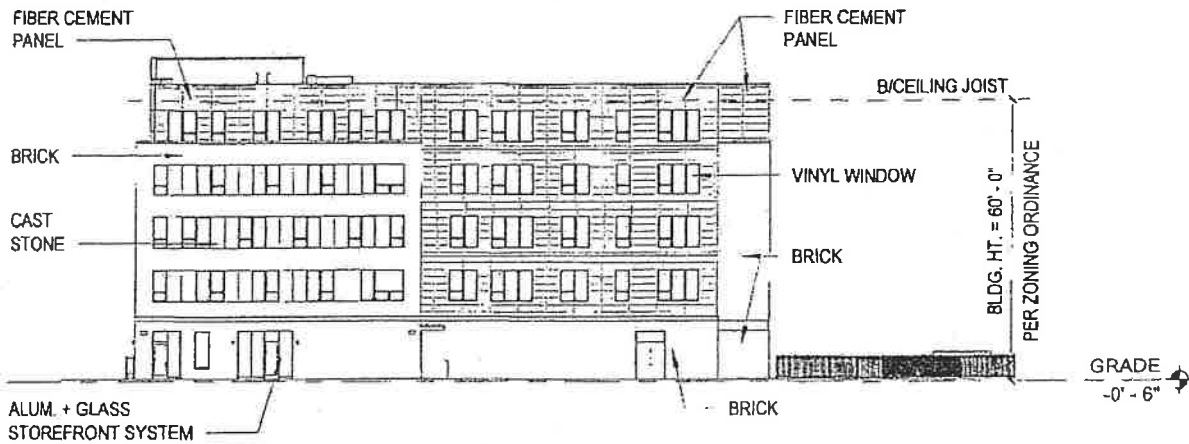 FIBER CEMENT
PANEL
FIBER CEMENT
PANEL
B/CEILING JOIST
BRICK
VINYL WINDOW
CAST
STONE
BRICK
BLDG. HT. = 60' - 0"
PER ZONING ORDINANCE
GRADE
-0' - 6"
ALUM. + GLASS
STOREFRONT SYSTEM
BRICK